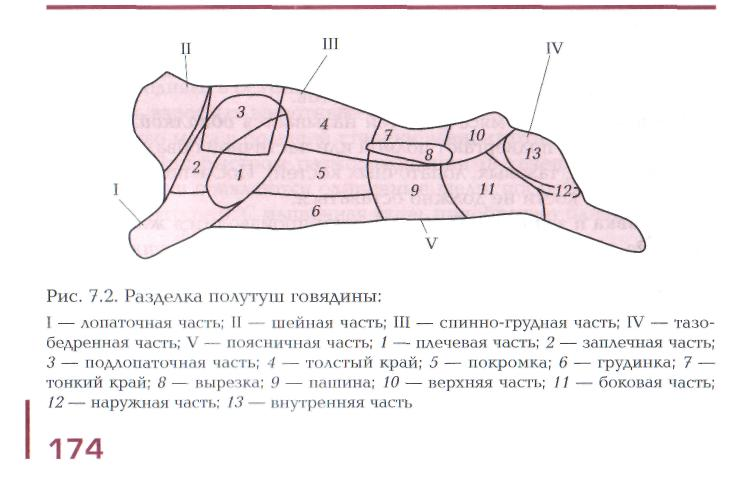 II
III
IV
3
4
7
10
8
13
2
1
5
9
11
12
I
6
V
Рис. 7.2. Разделка полутуш говядины:
I — лопаточная часть; II — шейная часть; III — спинно-грудная часть; IV — тазо-
бедренная часть; V — поясничная часть; 1 — плечевая часть; 2 — заплечная часть;
3 — подлопаточная часть; 4 — толстый край; 5 — покромка; 6 — грудинка; 7 —
тонкий край; 8 — вырезка; 9 — пашина; 10 — верхняя часть; 11 — боковая часть;
12 — наружная часть; 13 — внутренняя часть
174